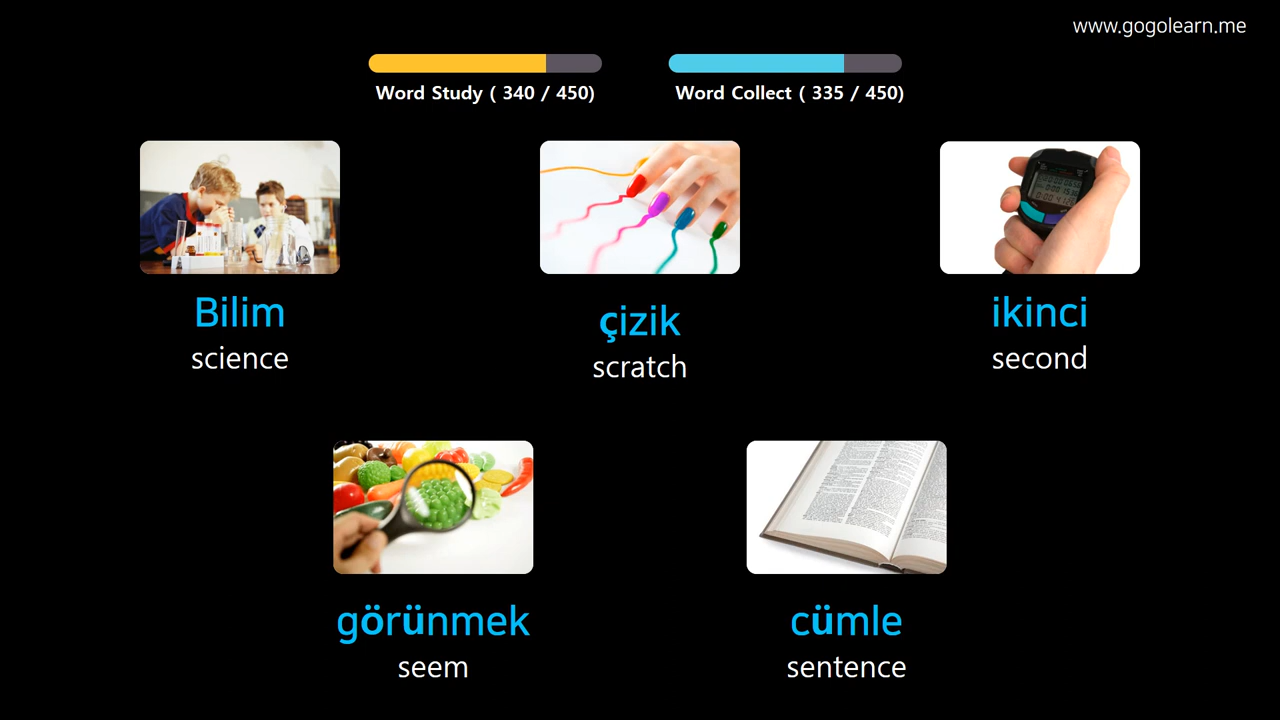 www.gogolearn.me
Word Study ( 340 / 450)
Word Collect ( 335 / 450)
Bilim
science
çizik
scratch
ikinci
second
görünmek
seem
cümle
sentence